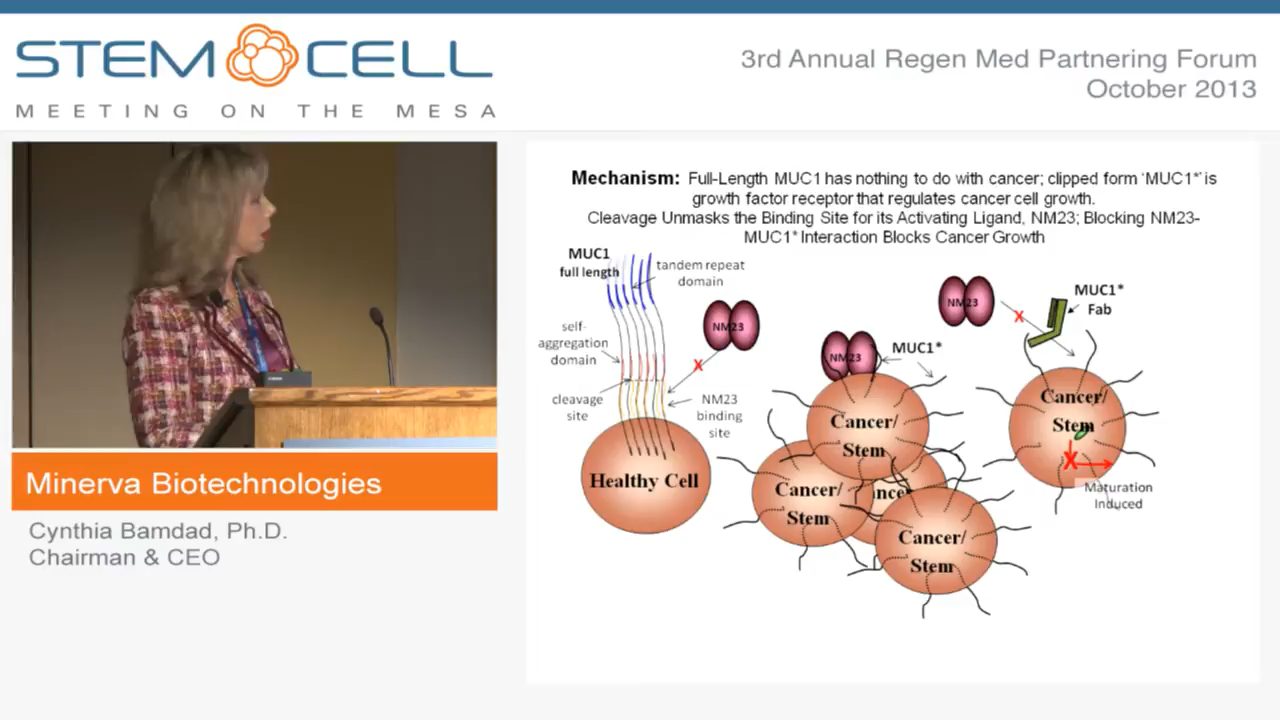 STEM CELL
MEETING ON THE MESA
3rd Annual Regen Med Partnering Forum
October 2013
Minerva Biotechnologies
Cynthia Bamdad, Ph.D.
Chairman & CEO
Mechanism: Full-Length MUC1 has nothing to do with cancer; clipped form ‘MUC1*’ is
growth factor receptor that regulates cancer cell growth.
Cleavage Unmasks the Binding Site for its Activating Ligand, NM23; Blocking NM23-
MUC1* Interaction Blocks Cancer Growth
MUC1
full length
tandem repeat
domain
self-
aggregation
domain
cleavage
site
NM23
X
NM23
binding
site
Healthy Cell
NM23
MUC1*
Cancer/
Stem
Cancer/
Stem
Cancer/
Stem
NM23
X
MUC1*
Fab
Cancer/
Stem
X
Maturation
Induced